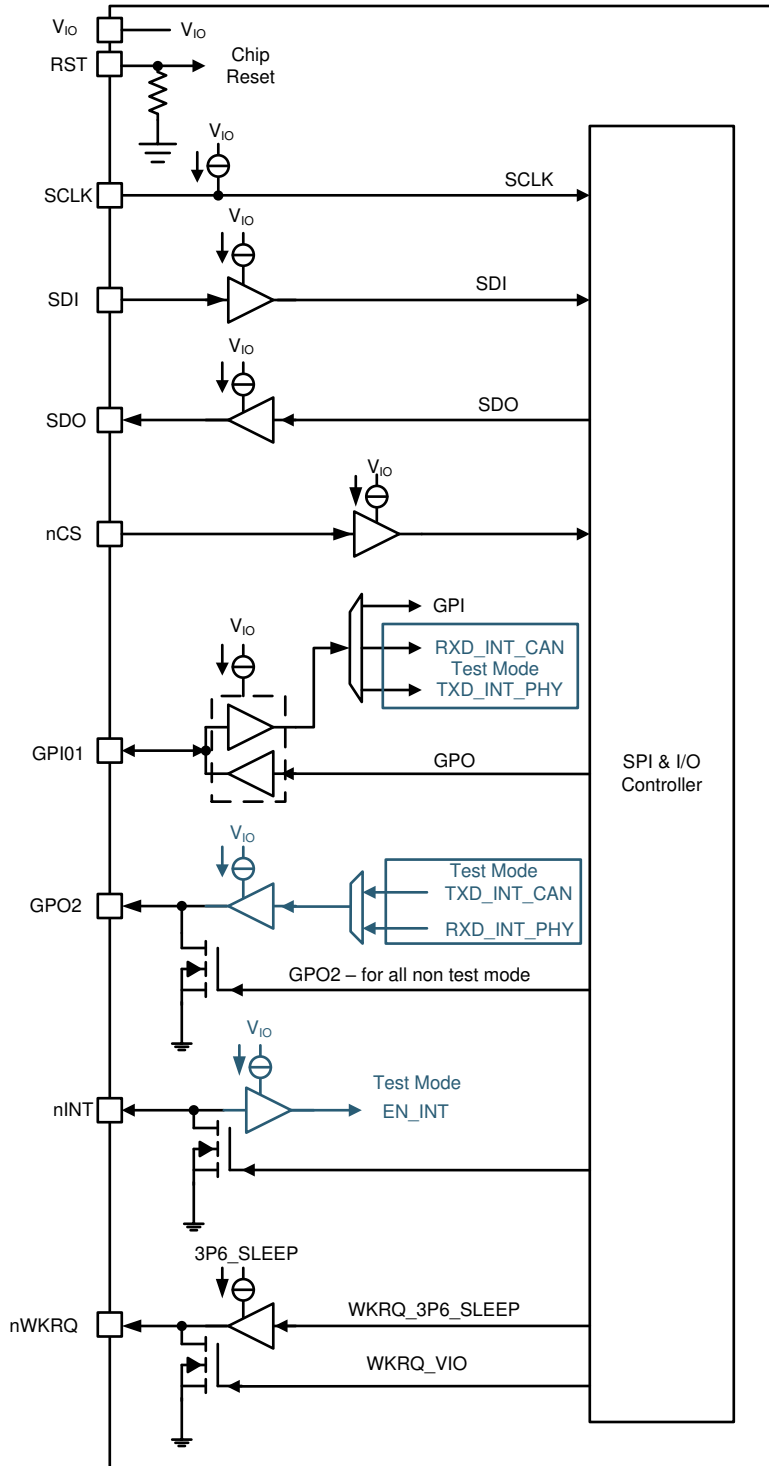 VIO VIO
RST Chip
Reset
VIO
SCLK SCLK
VIO
SDI SDI
VIO
SDO SDO
VIO
nCS
GPI
VIO
RXD_INT_CAN
Test Mode
TXD_INT_PHY
GPI01 GPO
SPI & I/O
Controller
VIO
Test Mode
TXD_INT_CAN
GPO2
RXD_INT_PHY
GPO2 – for all non test mode
VIO
Test Mode
nINT EN_INT
3P6_SLEEP
nWKRQ WKRQ_3P6_SLEEP
WKRQ_VIO